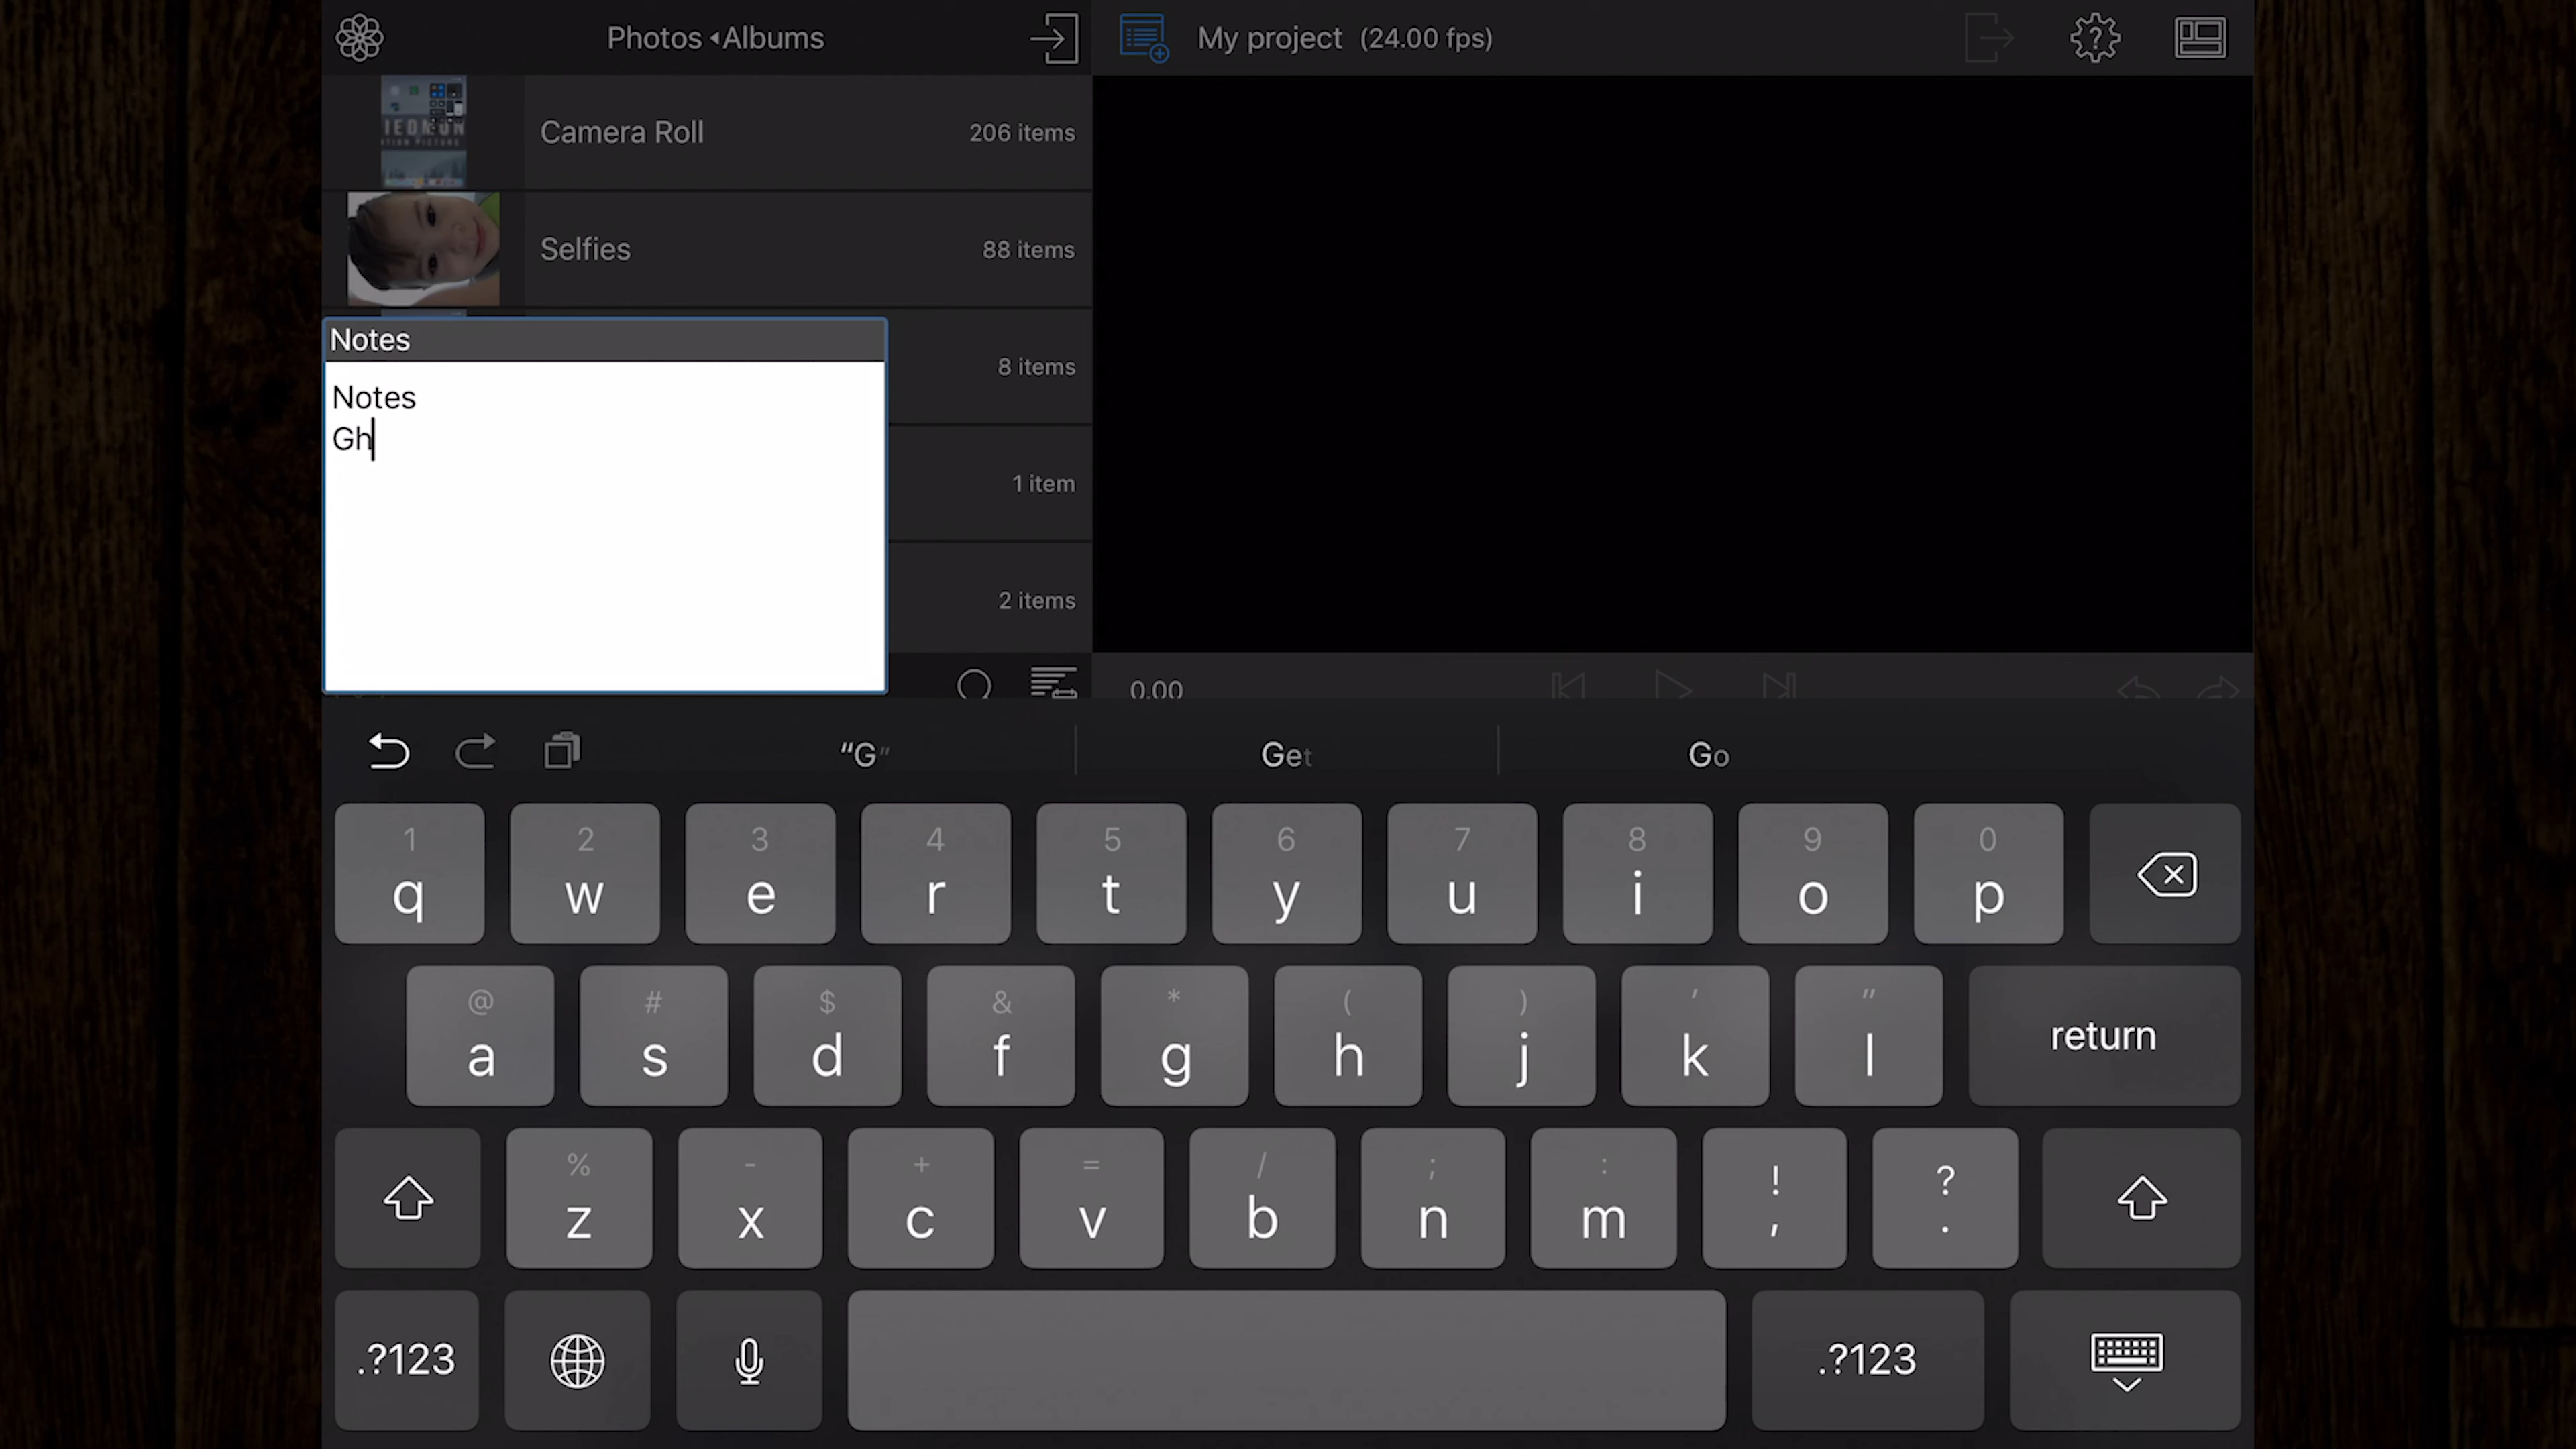 Photos ◂Albums
My project (24.00 fps)
Camera Roll
206 items
Selfies
88 items
8 items
1 item
2 items
Notes
Notes
Gh
0.00
“G”
Get
Go
1 2 3 4 5 6 7 8 9 0
q w e r t y u i o p
@ # $ & * ( ) ' "
a s d f g h j k l return
% - + = / ; : ! ?
z x c v b n m , .
.?123 .?123